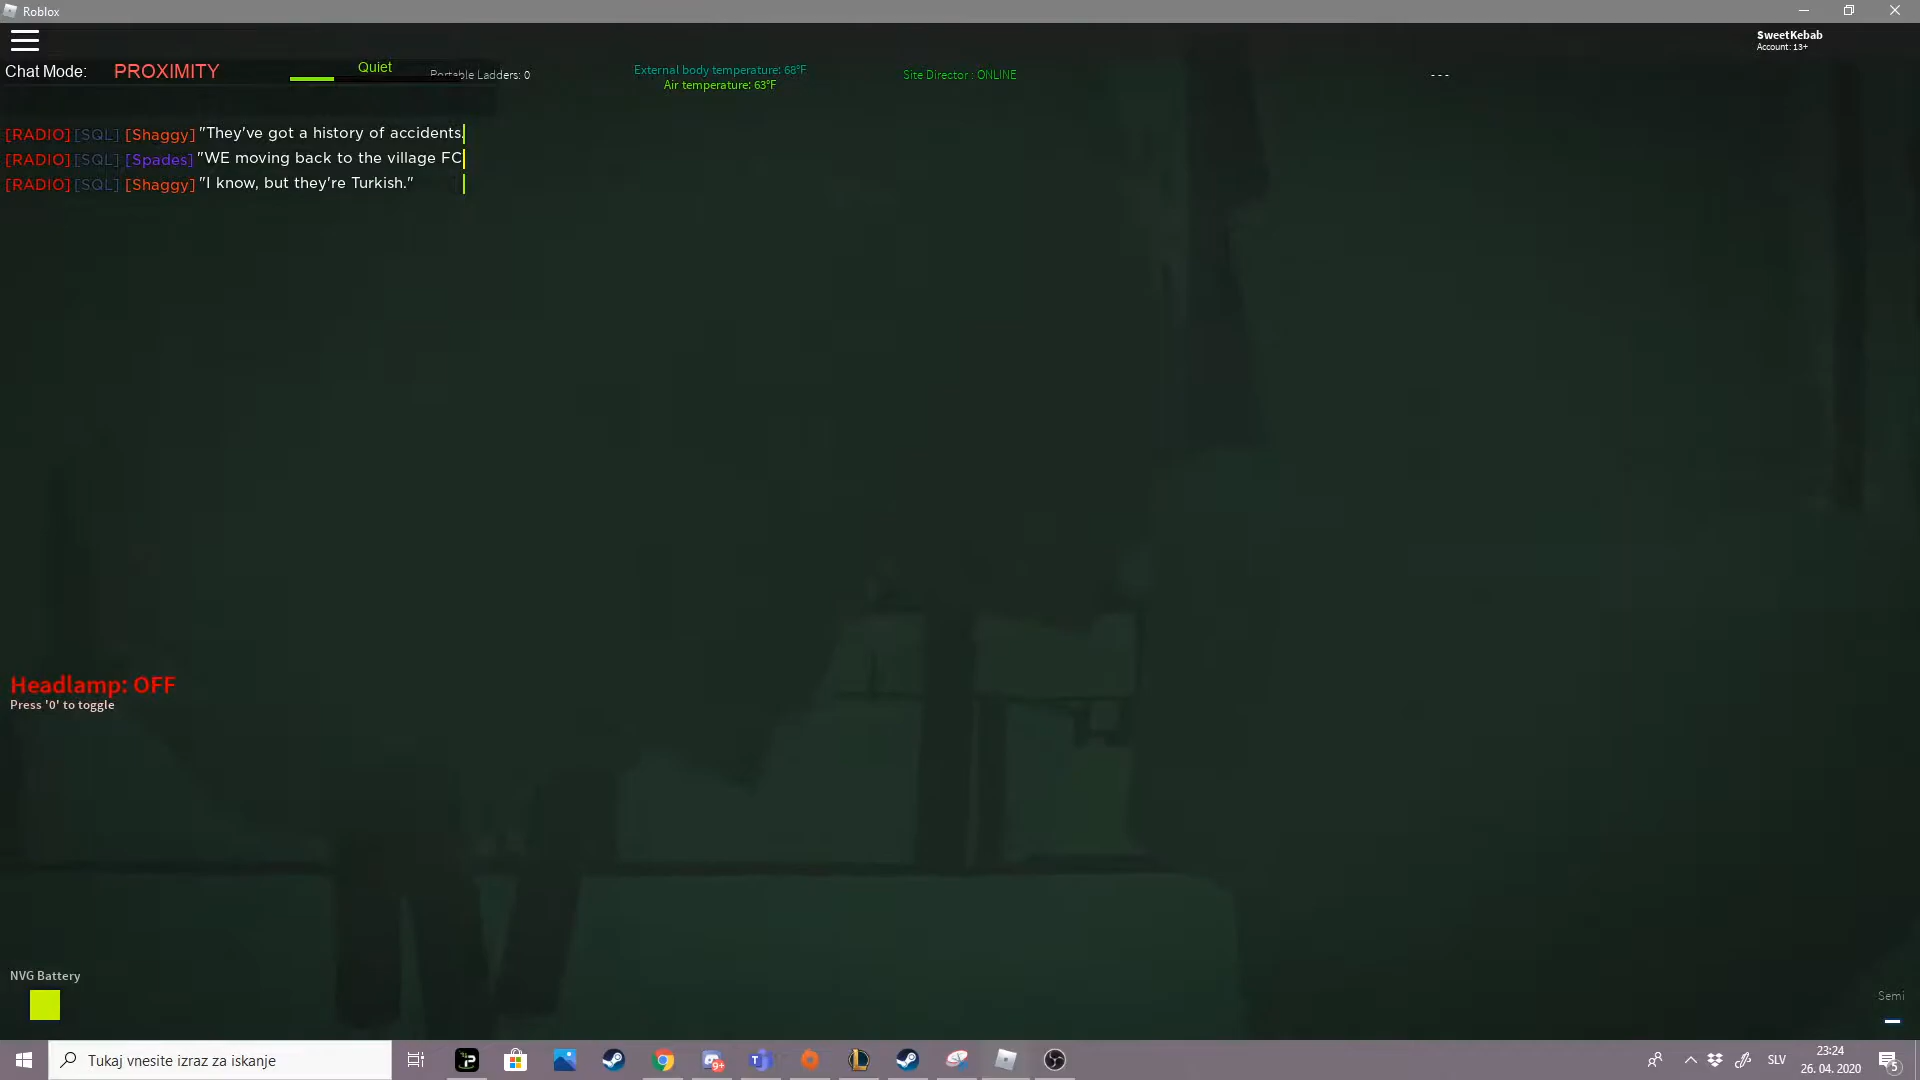 Roblox
SweetKebab
Account: 13+
Chat Mode: PROXIMITY
Quiet
Portable Ladders: 0
External body temperature: 68°F
Air temperature: 63°F
Site Director : ONLINE
---
[RADIO][SQL] [Shaggy] "They've got a history of accidents.
[RADIO][SQL] [Spades] "WE moving back to the village FC
[RADIO][SQL] [Shaggy] "I know, but they're Turkish."
Headlamp: OFF
Press '0' to toggle
NVG Battery
Semi
Tukaj vnesite izraz za iskanje
9+
SLV
23:24
26. 04. 2020
5